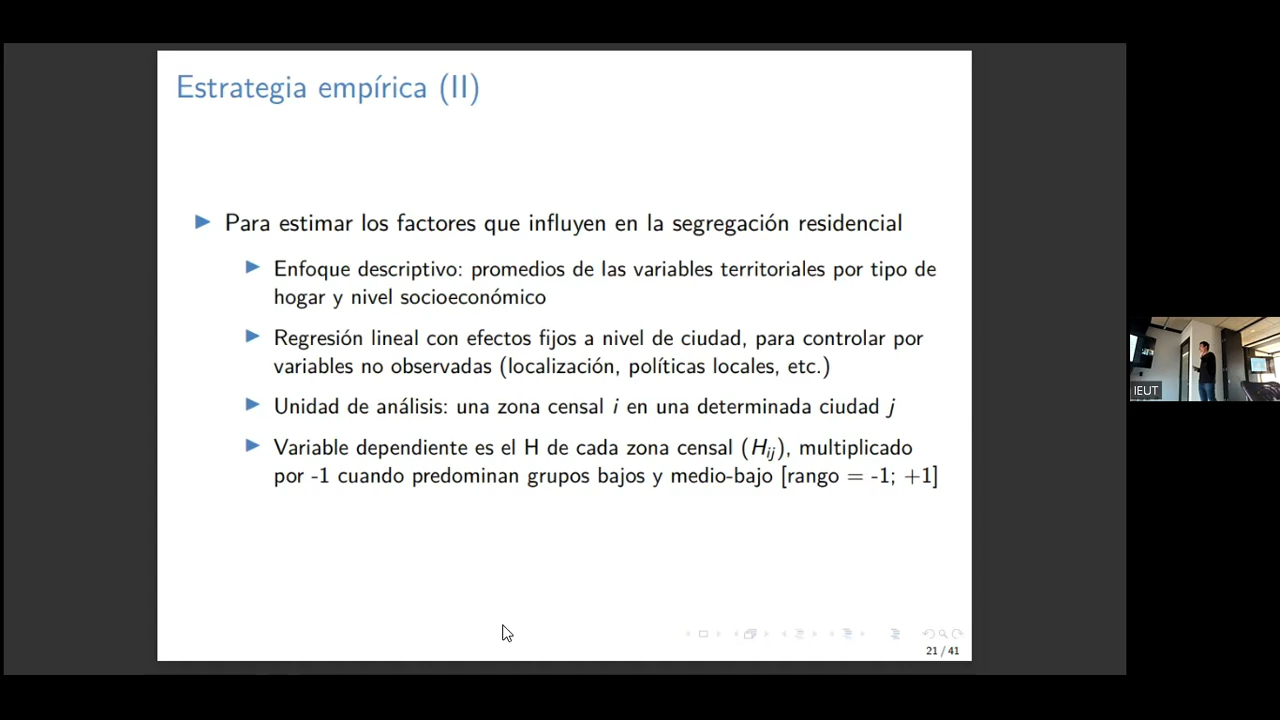 Estrategia empírica (II)
Para estimar los factores que influyen en la segregación residencial
Enfoque descriptivo: promedios de las variables territoriales por tipo de
hogar y nivel socioeconómico
Regresión lineal con efectos fijos a nivel de ciudad, para controlar por
variables no observadas (localización, políticas locales, etc.)
Unidad de análisis: una zona censal i en una determinada ciudad j
Variable dependiente es el H de cada zona censal (Hij), multiplicado
por -1 cuando predominan grupos bajos y medio-bajo [rango = -1; +1]
21 / 41
IEUT